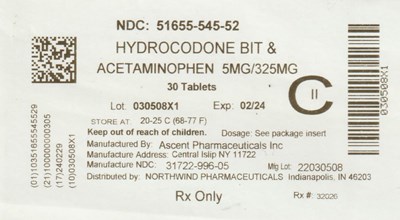 NDC: 51655-545-52
HYDROCODONE BIT &
ACETAMINOPHEN 5MG/325MG
30 Tablets
Lot: 030508X1 Exp: 02/24
C II
STORE AT: 20-25 C (68-77 F)
Keep out of reach of children. Dosage: See package insert
Manufactured By: Ascent Pharmaceuticals Inc
Manufacture Address: Central Islip NY 11722
Manufacture NDC: 31722-996-05 Mfg Lot: 22030508
Distributed by: NORTHWIND PHARMACEUTICALS Indianapolis, IN 46203
Rx Only
Rx #: 32026
(01)10351655545529
(21)100000000305
(17)240229
(10)030508X1
030508X1